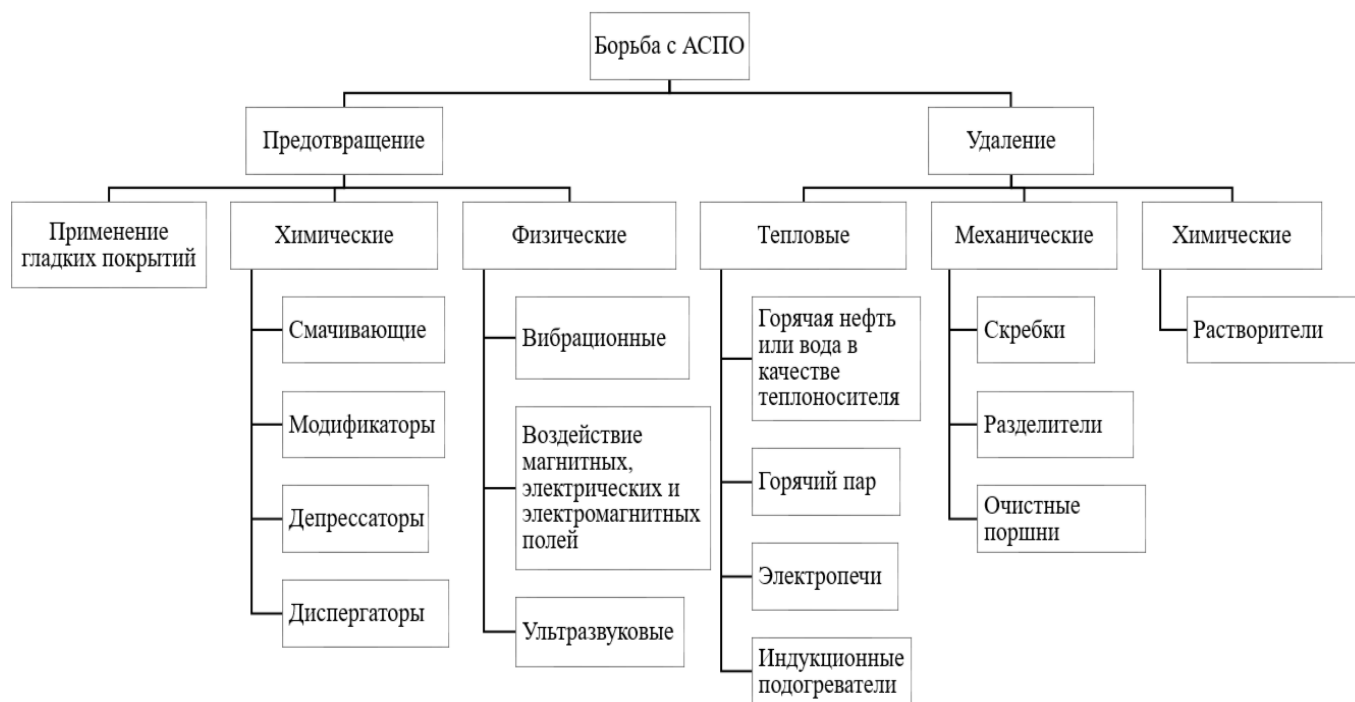 Борьба с АСПО
Предотвращение
Удаление
Применение
гладких покрытий
Химические
Физические
Тепловые
Механические
Химические
Смачивающие
Модификаторы
Депрессаторы
Диспергаторы
Вибрационные
Воздействие
магнитных,
электрических и
электромагнитных
полей
Ультразвуковые
Горячая нефть
или вода в
качестве
теплоносителя
Горячий пар
Электропечи
Индукционные
подогреватели
Скребки
Разделители
Очистные
поршни
Растворители